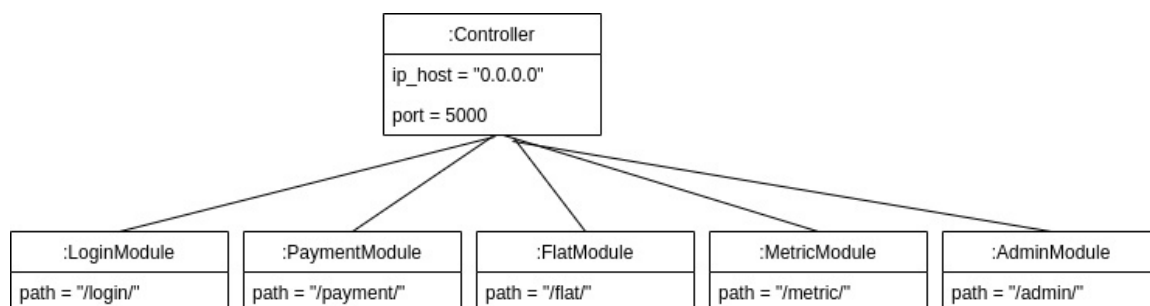 :Controller
ip_host = "0.0.0.0"
port = 5000
:LoginModule
path = "/login/"
:PaymentModule
path = "/payment/"
:FlatModule
path = "/flat/"
:MetricModule
path = "/metric/"
:AdminModule
path = "/admin/"